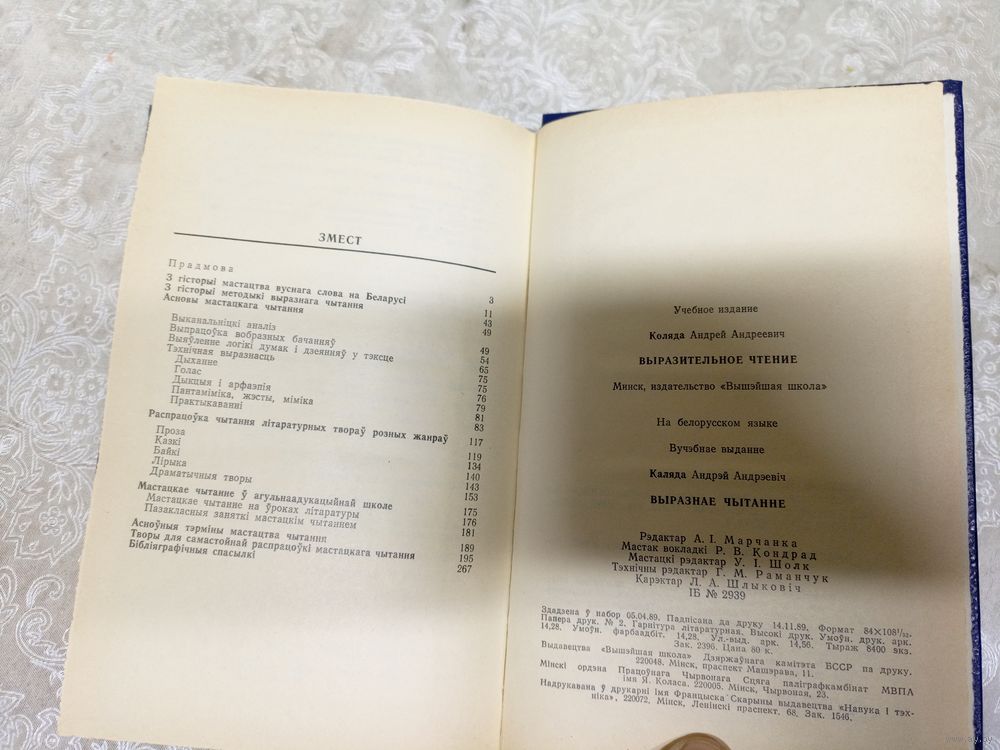 ЗМЕСТ
Прадмова 3
З гісторыі мастацтва вуснага слова на Беларусі 11
З гісторыі методыкі выразнага чытання 43
Асновы мастацкага чытання 49
Выканальніцкі аналіз 49
Выпрацоўка вобразных бачанняў 54
Выяўленне логікі думак і дзеянняў у тэксце 65
Тэхнічная выразнасць 75
Дыханне 75
Голас 76
Дыкцыя і арфаэпія 79
Пантаміміка, жэсты, міміка 81
Практыкаванні 83
Распрацоўка чытання літаратурных твораў розных жанраў 117
Проза 119
Казкі 134
Байкі 140
Лірыка 143
Драматычныя творы 153
Мастацкае чытанне ў агульнаадукацыйнай школе 175
Мастацкае чытанне на ўроках літаратуры 176
Пазакласныя заняткі мастацкім чытаннем 181
Асноўныя тэрміны мастацтва чытання 189
Творы для самастойнай распрацоўкі мастацкага чытання 195
Бібліяграфічныя спасылкі 267
Учебное издание
Коляда Андрей Андреевич
ВЫРАЗИТЕЛЬНОЕ ЧТЕНИЕ
Минск, издательство «Вышэйшая школа»
На белорусском языке
Вучэбнае выданне
Каляда Андрэй Андрэевіч
ВЫРАЗНАЕ ЧЫТАННЕ
Рэдактар А. І. Марчанка
Мастак вокладкі Р. В. Кондрад
Мастацкі рэдактар У. І. Шолк
Тэхнічны рэдактар Г. М. Раманчук
Карэктар Л. А. Шлыковіч
ІБ № 2939
Здадзена ў набор 05.04.89. Падпісана да друку 14.11.89. Фармат 84×108¹/₃₂.
Папера друк. № 2. Гарнітура літаратурная. Высокі друк. Умоўн. друк. арк.
14,28. Умоўн. фарбаадбіт. 14,28. Ул.-выд. арк. 14,56. Тыраж 8400 экз.
Зак. 2396. Цана 80 к.
Выдавецтва «Вышэйшая школа» Дзяржаўнага камітэта БССР па друку.
220048. Мінск, праспект Машэрава, 11.
Мінскі ордэна Працоўнага Чырвонага Сцяга паліграфкамбінат МВПА
імя Я. Коласа. 220005. Мінск, Чырвоная, 23.
Надрукавана ў друкарні імя Францыска Скарыны выдавецтва «Навука і тэх-
ніка». 220072. Мінск, Ленінскі праспект. 68. Зак. 1546.